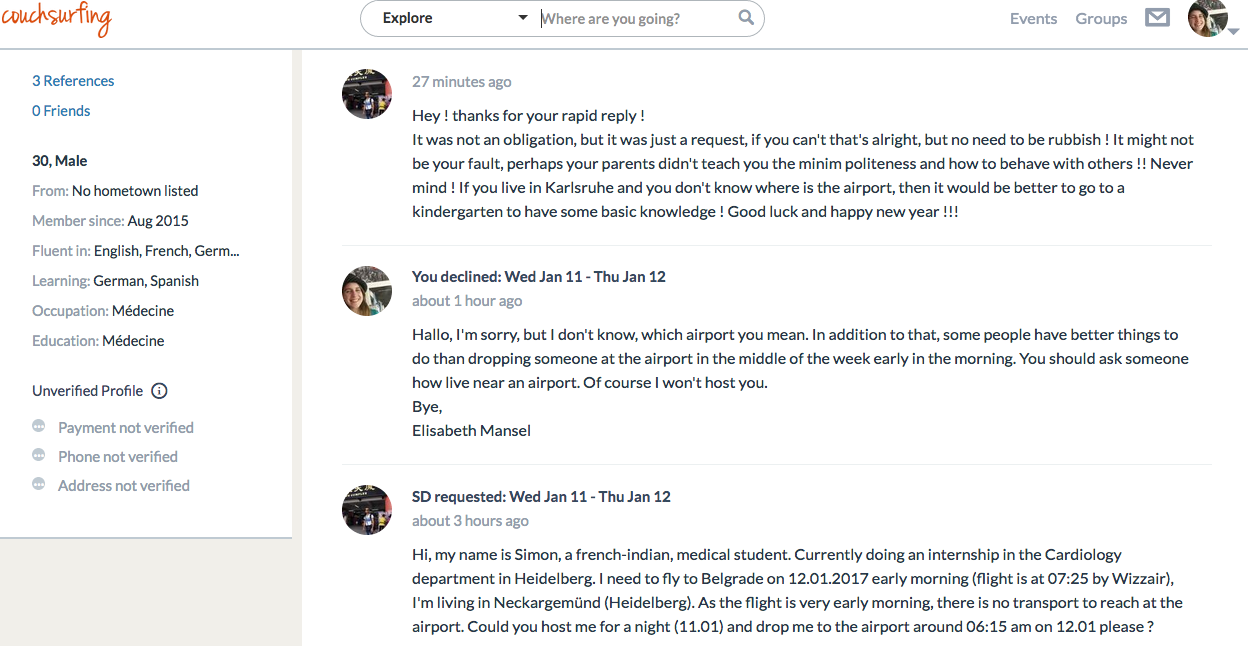 couchsurfing
Explore
Where are you going?
Events
Groups
3 References
0 Friends
30, Male
From: No hometown listed
Member since: Aug 2015
Fluent in: English, French, Germ...
Learning: German, Spanish
Occupation: Médecine
Education: Médecine
Unverified Profile
Payment not verified
Phone not verified
Address not verified
27 minutes ago
Hey ! thanks for your rapid reply !
It was not an obligation, but it was just a request, if you can't that's alright, but no need to be rubbish ! It might not
be your fault, perhaps your parents didn't teach you the minim politeness and how to behave with others !! Never
mind ! If you live in Karlsruhe and you don't know where is the airport, then it would be better to go to a
kindergarten to have some basic knowledge ! Good luck and happy new year !!!
You declined: Wed Jan 11 - Thu Jan 12
about 1 hour ago
Hallo, I'm sorry, but I don't know, which airport you mean. In addition to that, some people have better things to
do than dropping someone at the airport in the middle of the week early in the morning. You should ask someone
how live near an airport. Of course I won't host you.
Bye,
Elisabeth Mansel
SD requested: Wed Jan 11 - Thu Jan 12
about 3 hours ago
Hi, my name is Simon, a french-indian, medical student. Currently doing an internship in the Cardiology
department in Heidelberg. I need to fly to Belgrade on 12.01.2017 early morning (flight is at 07:25 by Wizzair),
I'm living in Neckargemünd (Heidelberg). As the flight is very early morning, there is no transport to reach at the
airport. Could you host me for a night (11.01) and drop me to the airport around 06:15 am on 12.01 please ?